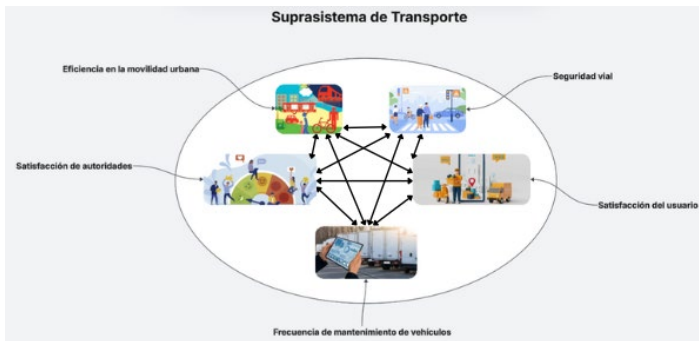 Suprasistema de Transporte
Eficiencia en la movilidad urbana
Seguridad vial
Satisfacción de autoridades
Satisfacción del usuario
Frecuencia de mantenimiento de vehículos